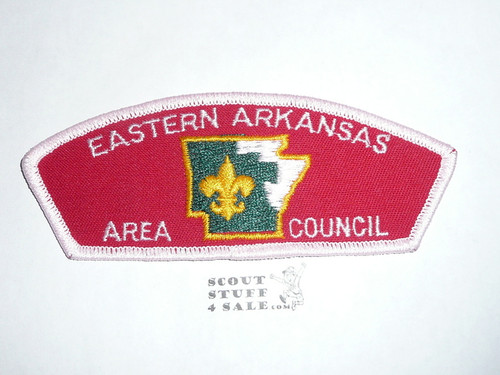 EASTERN ARKANSAS
AREA COUNCIL
SCOUT
STUFF
4 SALE.COM